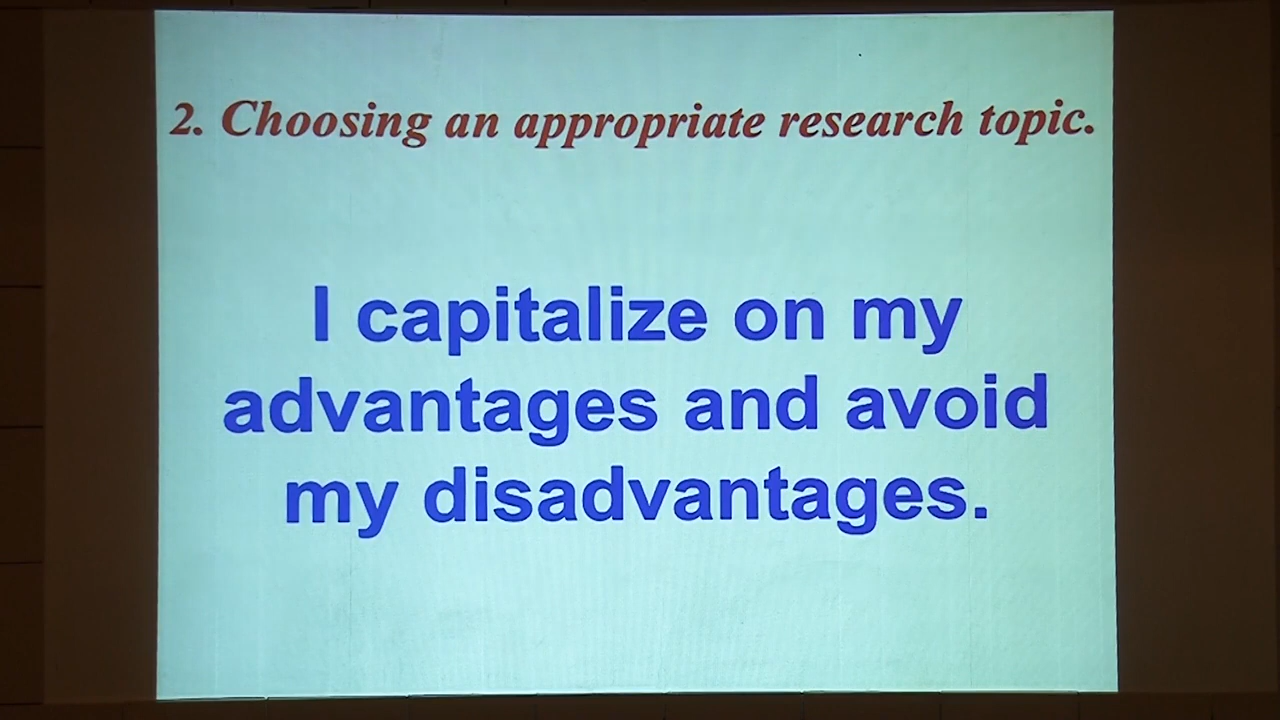 2. Choosing an appropriate research topic.
I capitalize on my
advantages and avoid
my disadvantages.